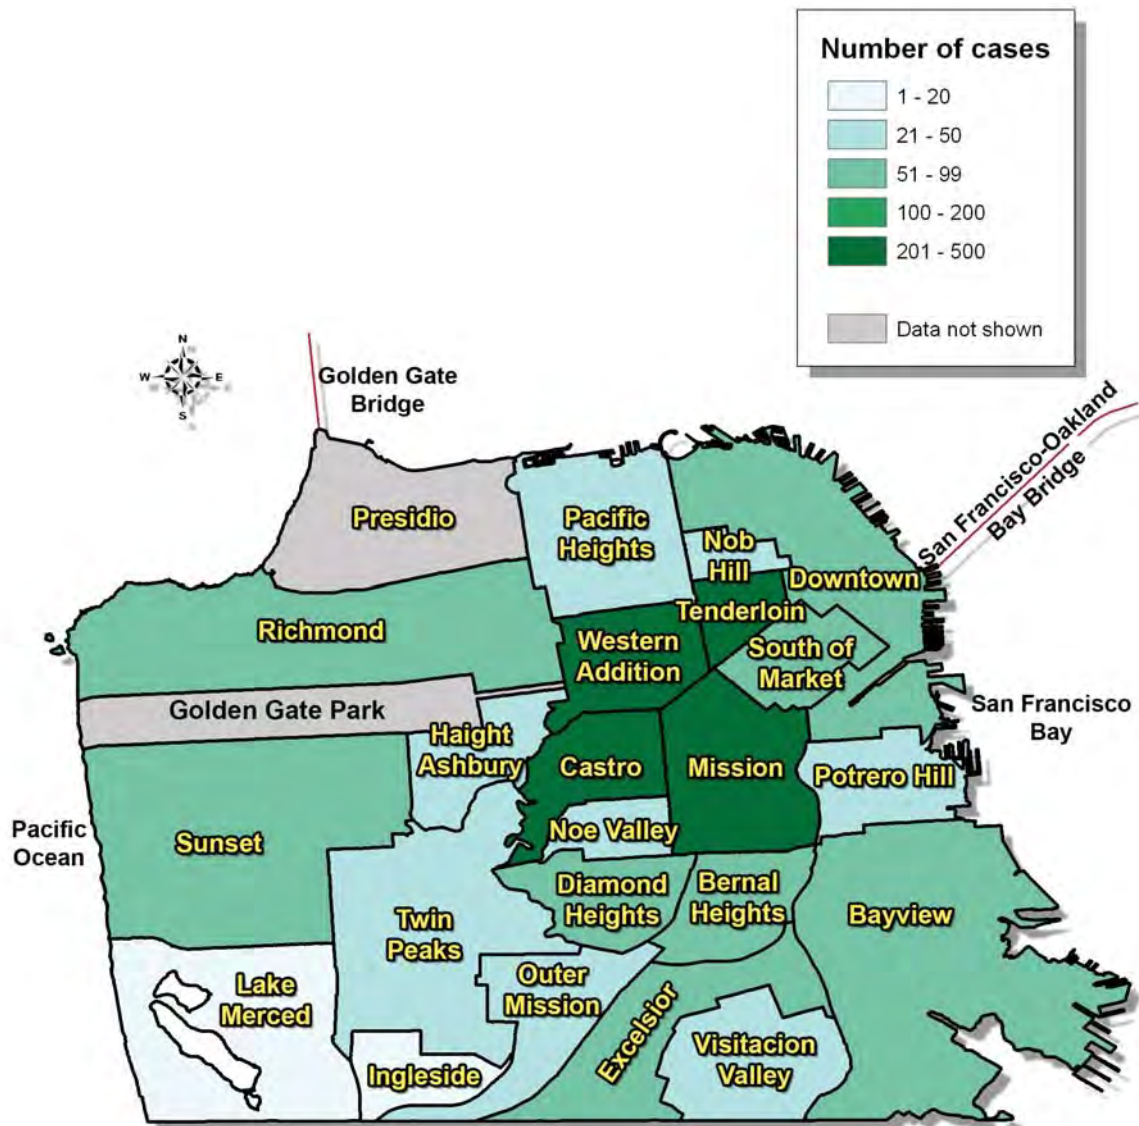 Number of cases
1 - 20
21 - 50
51 - 99
100 - 200
201 - 500
Data not shown
N
W
E
S
Golden Gate
Bridge
San Francisco-Oakland
Bay Bridge
Presidio
Pacific
Heights
Nob
Hill
Downtown
Tenderloin
Richmond
Western
Addition
South of
Market
Golden Gate Park
San Francisco
Bay
Haight
Ashbury
Castro
Mission
Potrero Hill
Pacific
Ocean
Sunset
Noe Valley
Diamond
Heights
Bernal
Heights
Bayview
Twin
Peaks
Outer
Mission
Lake
Merced
Excelsior
Visitacion
Valley
Ingleside